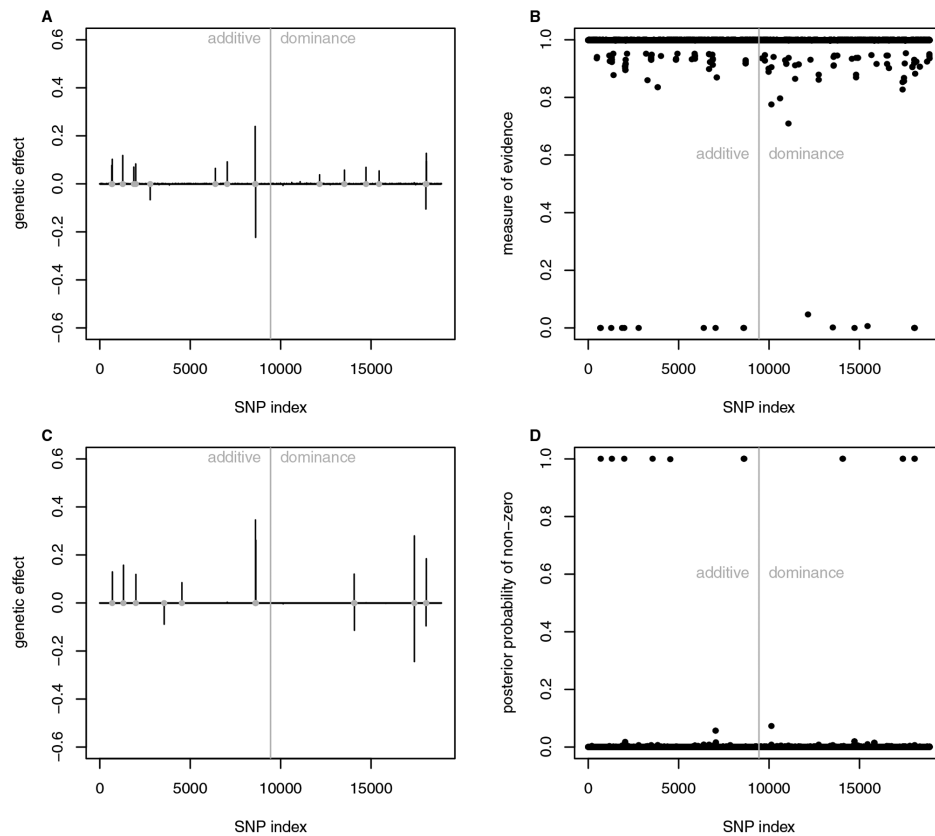 A
additive dominance
0.6
0.4
0.2
0.0
−0.2
−0.4
−0.6
genetic effect
0 5000 10000 15000
SNP index
B
1.0
0.8
0.6
0.4
0.2
0.0
measure of evidence
additive dominance
0 5000 10000 15000
SNP index
C
additive dominance
0.6
0.4
0.2
0.0
−0.2
−0.4
−0.6
genetic effect
0 5000 10000 15000
SNP index
D
1.0
0.8
0.6
0.4
0.2
0.0
posterior probability of non−zero
additive dominance
0 5000 10000 15000
SNP index